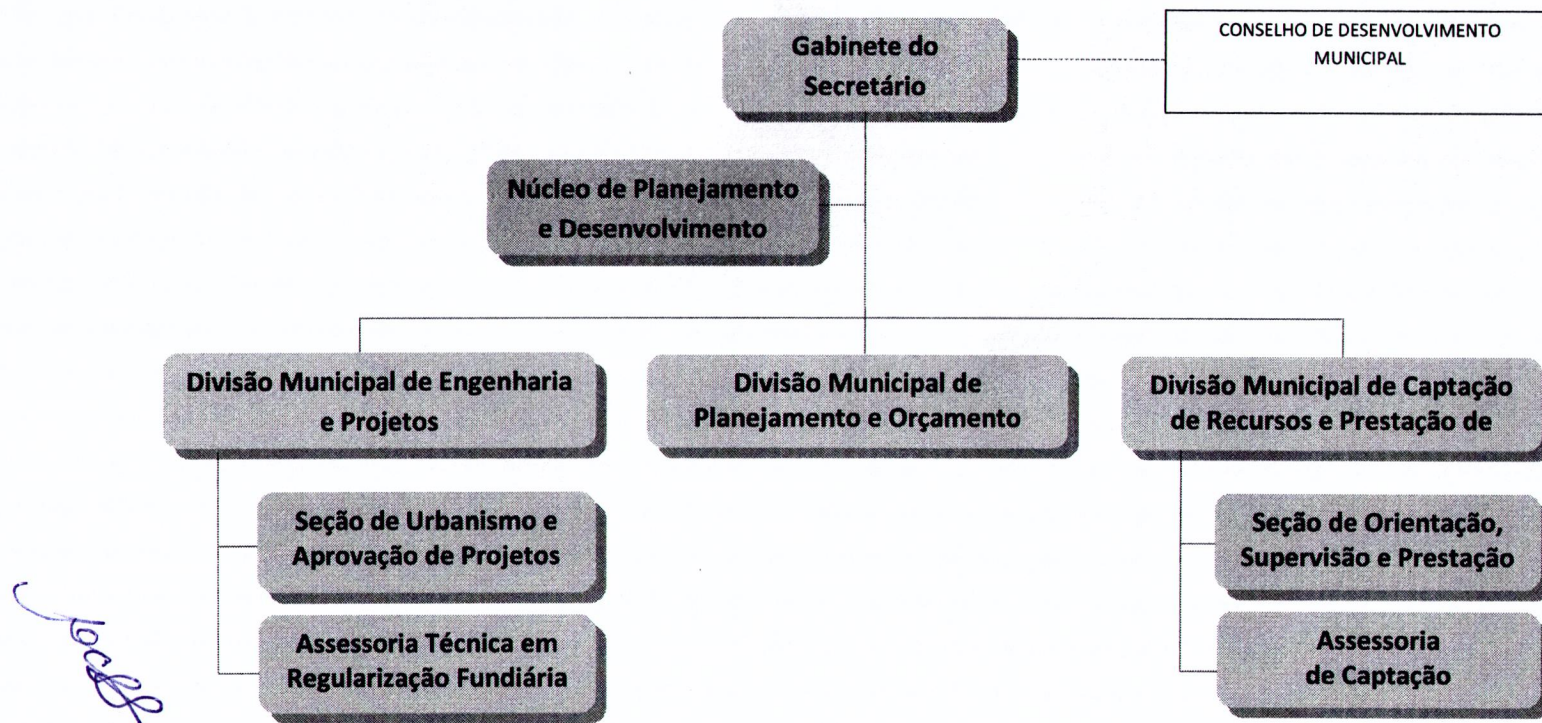 Gabinete do
Secretário
CONSELHO DE DESENVOLVIMENTO
MUNICIPAL
Núcleo de Planejamento
e Desenvolvimento
Divisão Municipal de Engenharia
e Projetos
Divisão Municipal de
Planejamento e Orçamento
Divisão Municipal de Captação
de Recursos e Prestação de
Seção de Urbanismo e
Aprovação de Projetos
Assessoria Técnica em
Regularização Fundiária
Seção de Orientação,
Supervisão e Prestação
Assessoria
de Captação